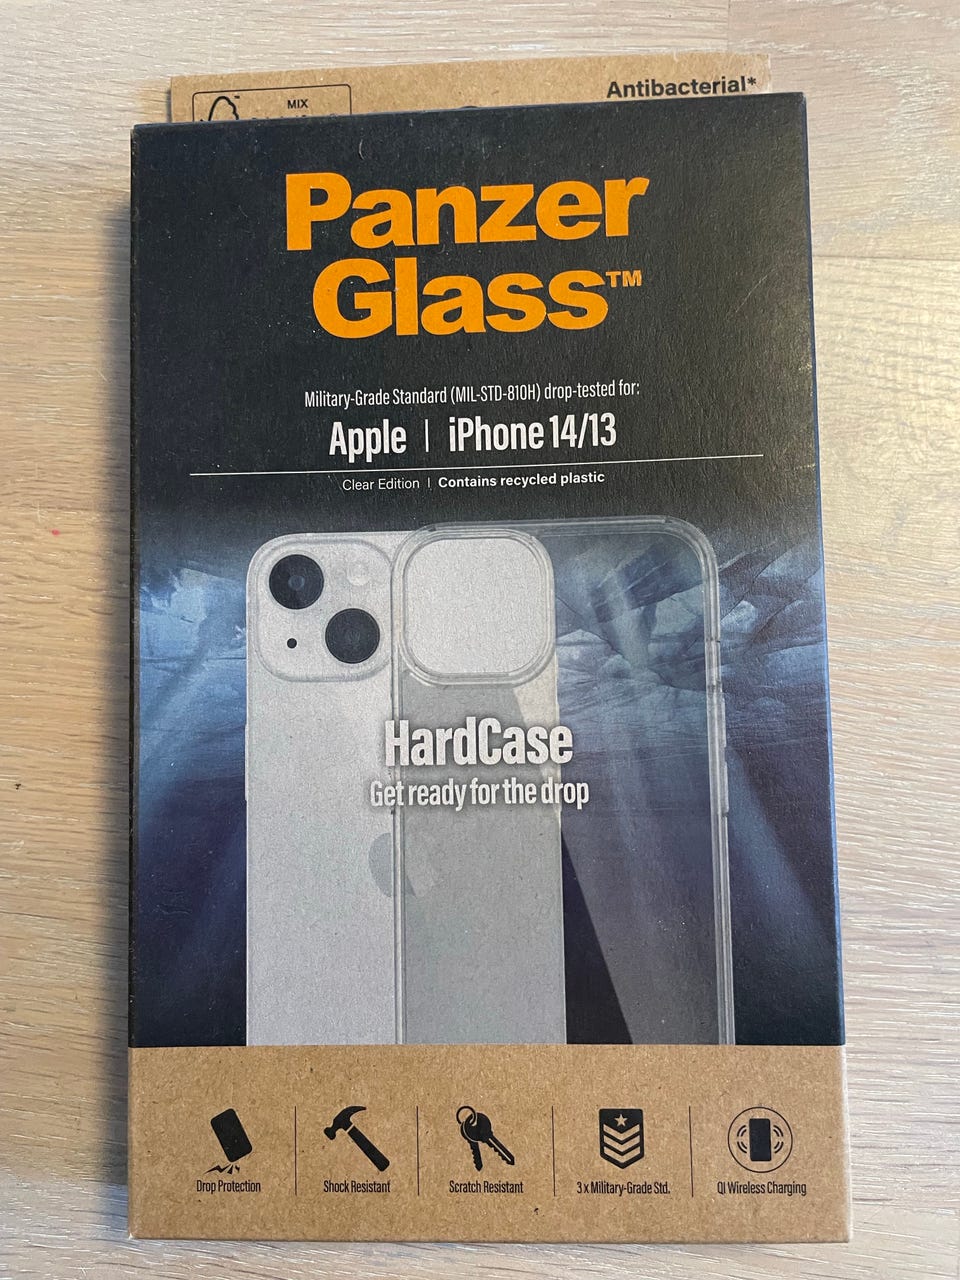 MIX
Antibacterial*
Panzer
Glass™
Military-Grade Standard (MIL-STD-810H) drop-tested for:
Apple | iPhone 14/13
Clear Edition | Contains recycled plastic
HardCase
Get ready for the drop
Drop Protection
Shock Resistant
Scratch Resistant
3 x Military-Grade Std.
QI Wireless Charging